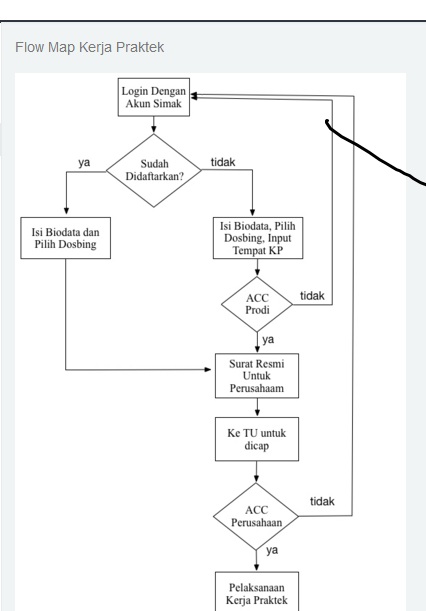 Flow Map Kerja Praktek
Login Dengan
Akun Simak
ya
Sudah
Didaftarkan?
tidak
Isi Biodata dan
Pilih Dosbing
Isi Biodata, Pilih
Dosbing, Input
Tempat KP
ACC
Prodi
tidak
ya
Surat Resmi
Untuk
Perusahaam
Ke TU untuk
dicap
ACC
Perusahaan
tidak
ya
Pelaksanaan
Kerja Praktek